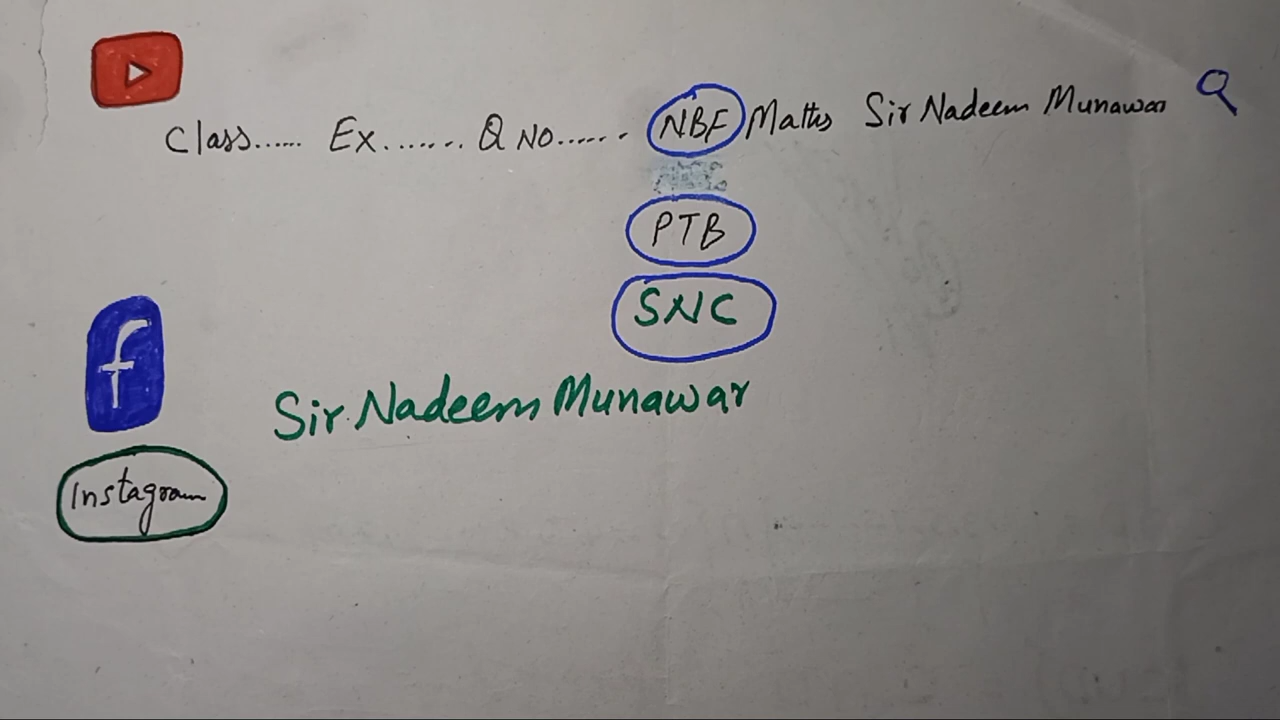 Class...... Ex....... Q No...... NBF Maths Sir Nadeem Munawar
PTB
SNC
f
Sir Nadeem Munawar
Instagram